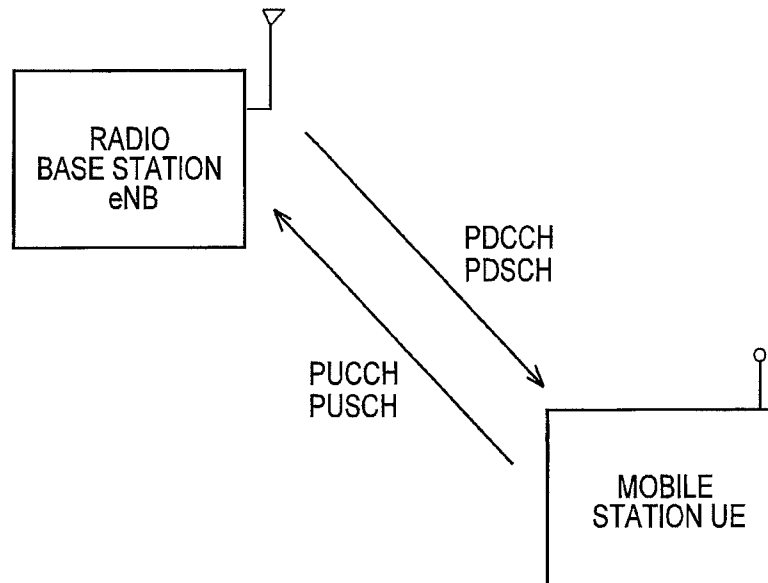 RADIO
BASE STATION
eNB
PDCCH
PDSCH
PUCCH
PUSCH
MOBILE
STATION UE